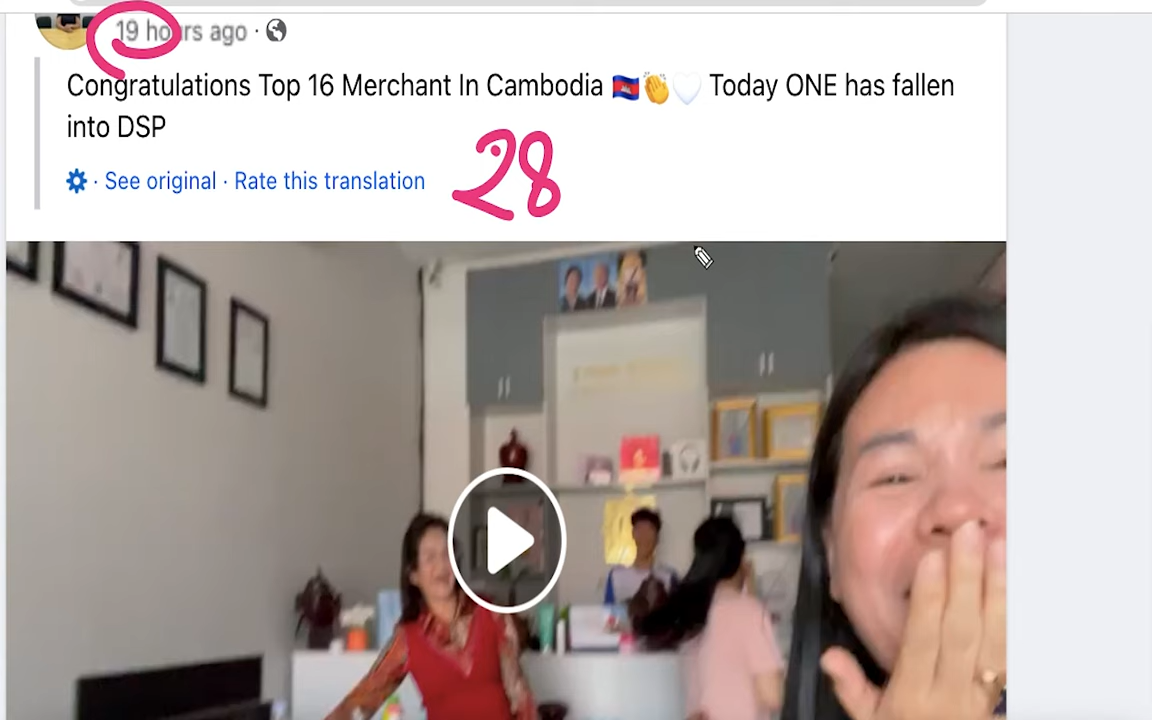 19 hours ago ·
Congratulations Top 16 Merchant In Cambodia 🇰🇭👏🤍 Today ONE has fallen
into DSP
· See original · Rate this translation
28